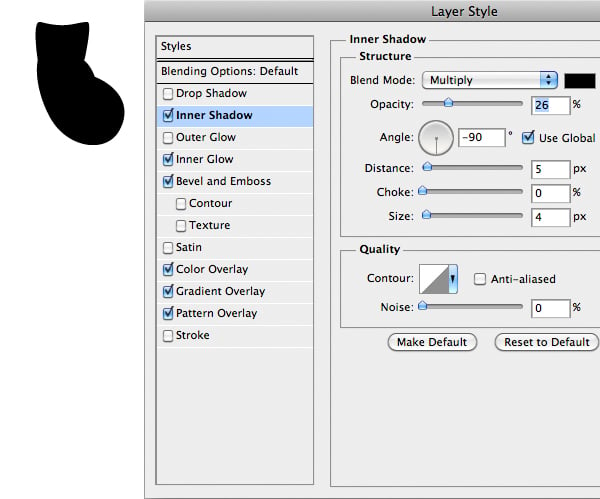 Layer Style
Styles
Blending Options: Default
Drop Shadow
Inner Shadow
Outer Glow
Inner Glow
Bevel and Emboss
Contour
Texture
Satin
Color Overlay
Gradient Overlay
Pattern Overlay
Stroke
Inner Shadow
Structure
Blend Mode: Multiply
Opacity: 26 %
Angle: -90 ° Use Global
Distance: 5 px
Choke: 0 %
Size: 4 px
Quality
Contour: Anti-aliased
Noise: 0 %
Make Default Reset to Default